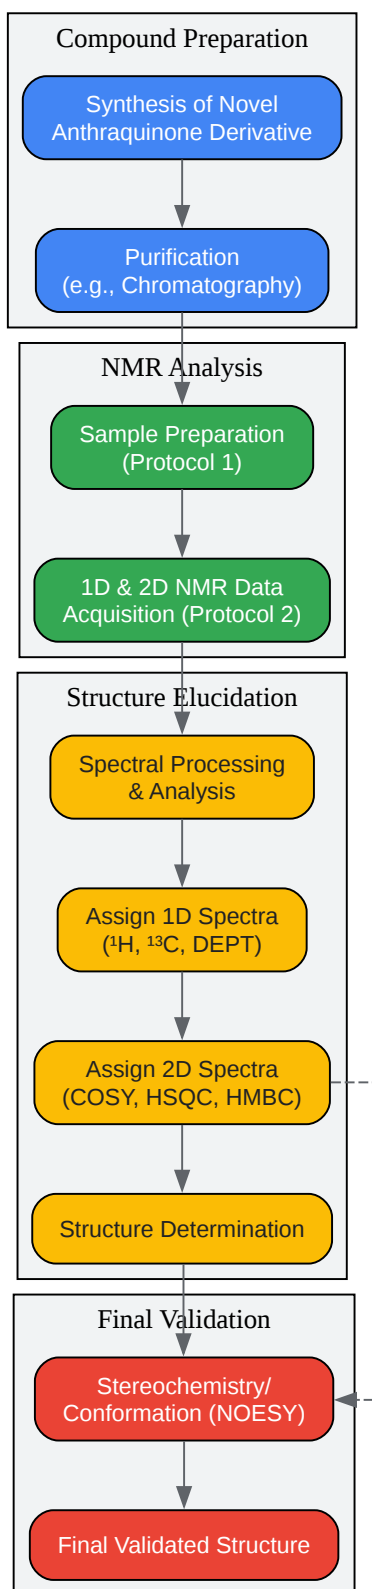 Compound Preparation
Synthesis of Novel
Anthraquinone Derivative
Purification
(e.g., Chromatography)
NMR Analysis
Sample Preparation
(Protocol 1)
1D & 2D NMR Data
Acquisition (Protocol 2)
Structure Elucidation
Spectral Processing
& Analysis
Assign 1D Spectra
(¹H, ¹³C, DEPT)
Assign 2D Spectra
(COSY, HSQC, HMBC)
Structure Determination
Final Validation
Stereochemistry/
Conformation (NOESY)
Final Validated Structure